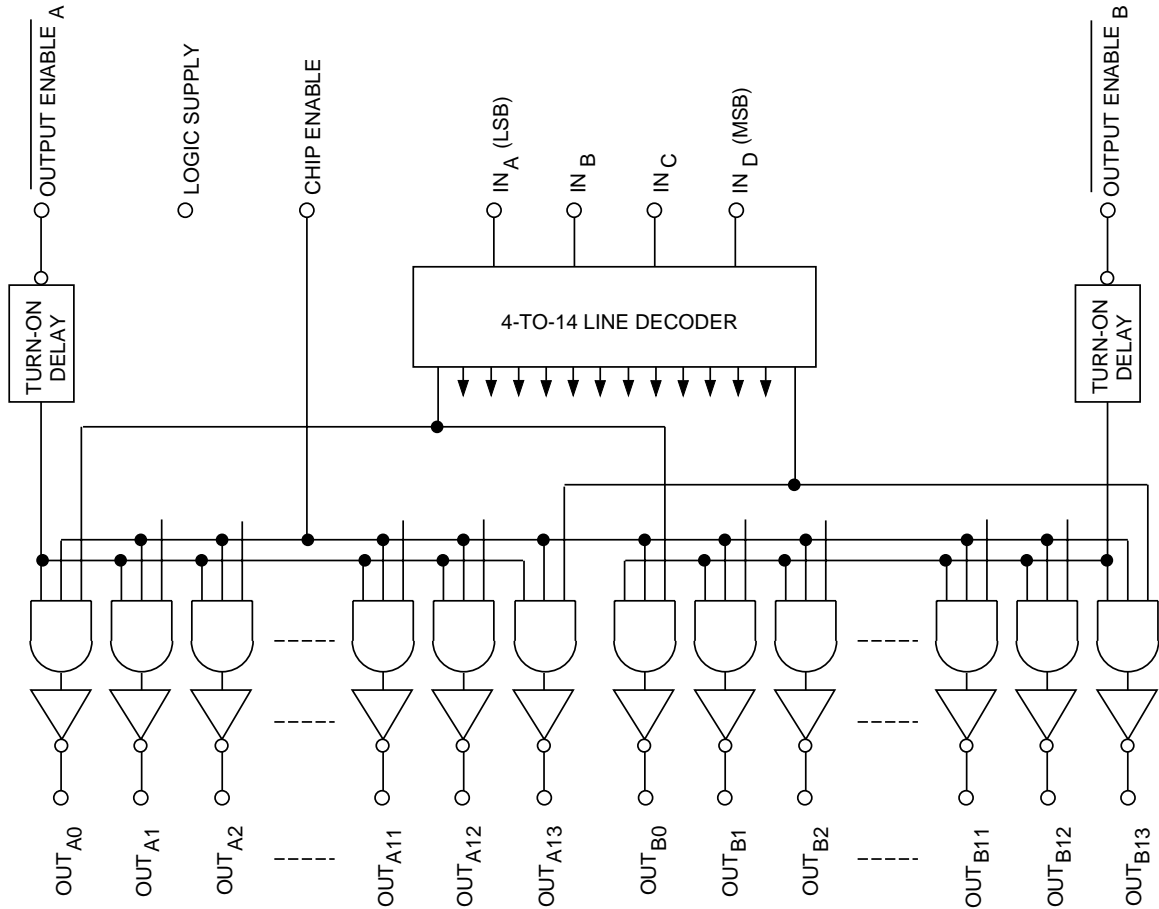 OUTPUT ENABLE A
LOGIC SUPPLY
CHIP ENABLE
IN A (LSB)
IN B
IN C
IN D (MSB)
OUTPUT ENABLE B
TURN-ON
DELAY
4-TO-14 LINE DECODER
TURN-ON
DELAY
OUT A0
OUT A1
OUT A2
OUT A11
OUT A12
OUT A13
OUT B0
OUT B1
OUT B2
OUT B11
OUT B12
OUT B13